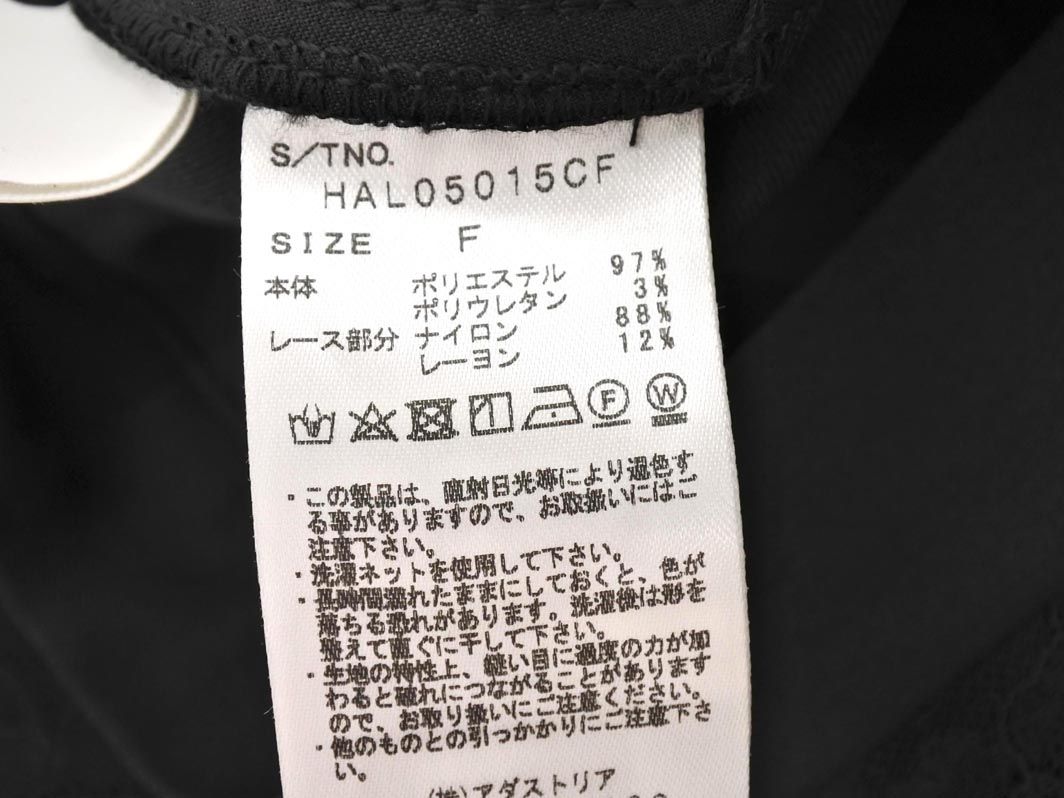 S/TNO.
HAL05015CF
SIZE F
本体 ポリエステル 97%
ポリウレタン 3%
レース部分 ナイロン 88%
レーヨン 12%
F W
・この製品は、直射日光等により退色す
る事がありますので、お取扱いにはご
注意下さい。
・洗濯ネットを使用して下さい。
・長時間濡れたままにしておくと、色が
落ちる恐れがあります。洗濯後は形を
整えて直ぐに干して下さい。
・生地の特性上、縫い目に過度の力が加
わると破れにつながることがあります
ので、お取り扱いにご注意ください。
・他のものとの引っかかりにご注意下さ
い。
(株)アダストリア